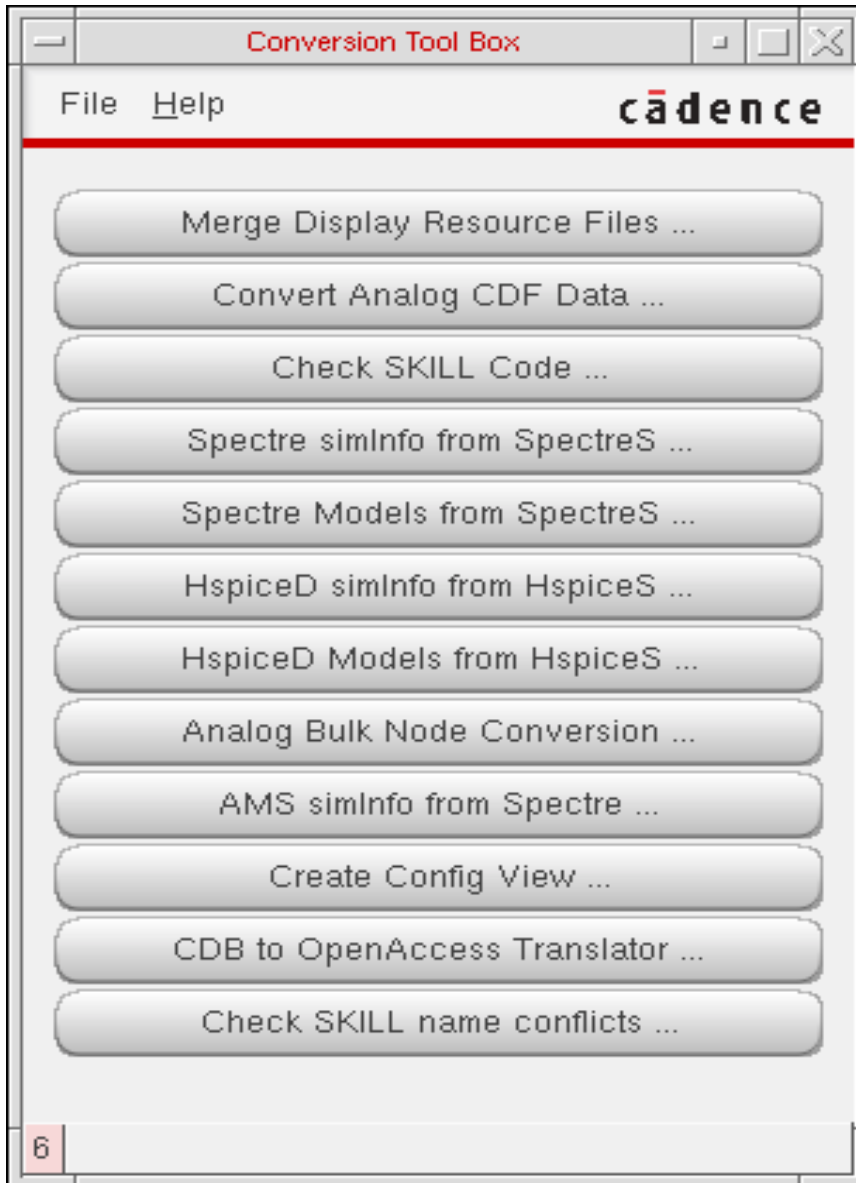 Conversion Tool Box
File Help cādence
Merge Display Resource Files ...
Convert Analog CDF Data ...
Check SKILL Code ...
Spectre simInfo from SpectreS ...
Spectre Models from SpectreS ...
HspiceD simInfo from HspiceS ...
HspiceD Models from HspiceS ...
Analog Bulk Node Conversion ...
AMS simInfo from Spectre ...
Create Config View ...
CDB to OpenAccess Translator ...
Check SKILL name conflicts ...
6